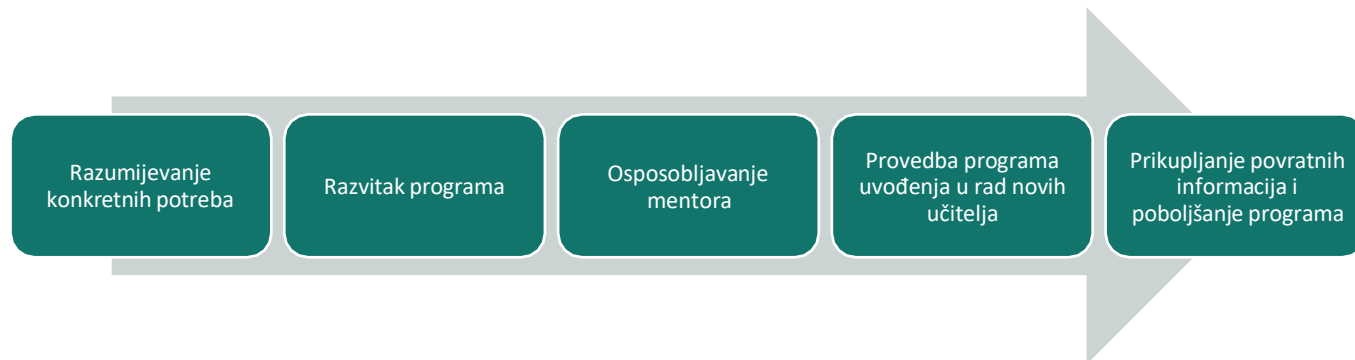 Razumijevanje
konkretnih potreba
Razvitak programa
Osposobljavanje
mentora
Provedba programa
uvođenja u rad novih
učitelja
Prikupljanje povratnih
informacija i
poboljšanje programa